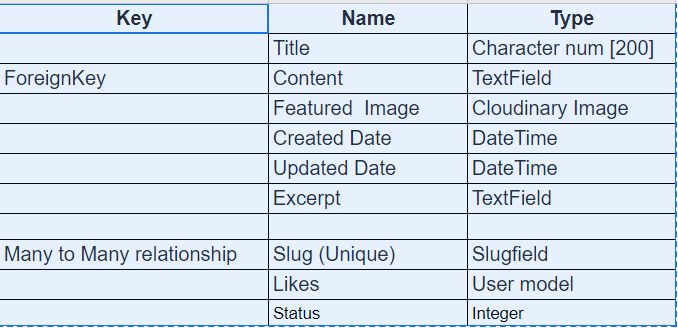 Key Name Type
Title Character num [200]
ForeignKey Content TextField
Featured Image Cloudinary Image
Created Date DateTime
Updated Date DateTime
Excerpt TextField
Many to Many relationship Slug (Unique) Slugfield
Likes User model
Status Integer